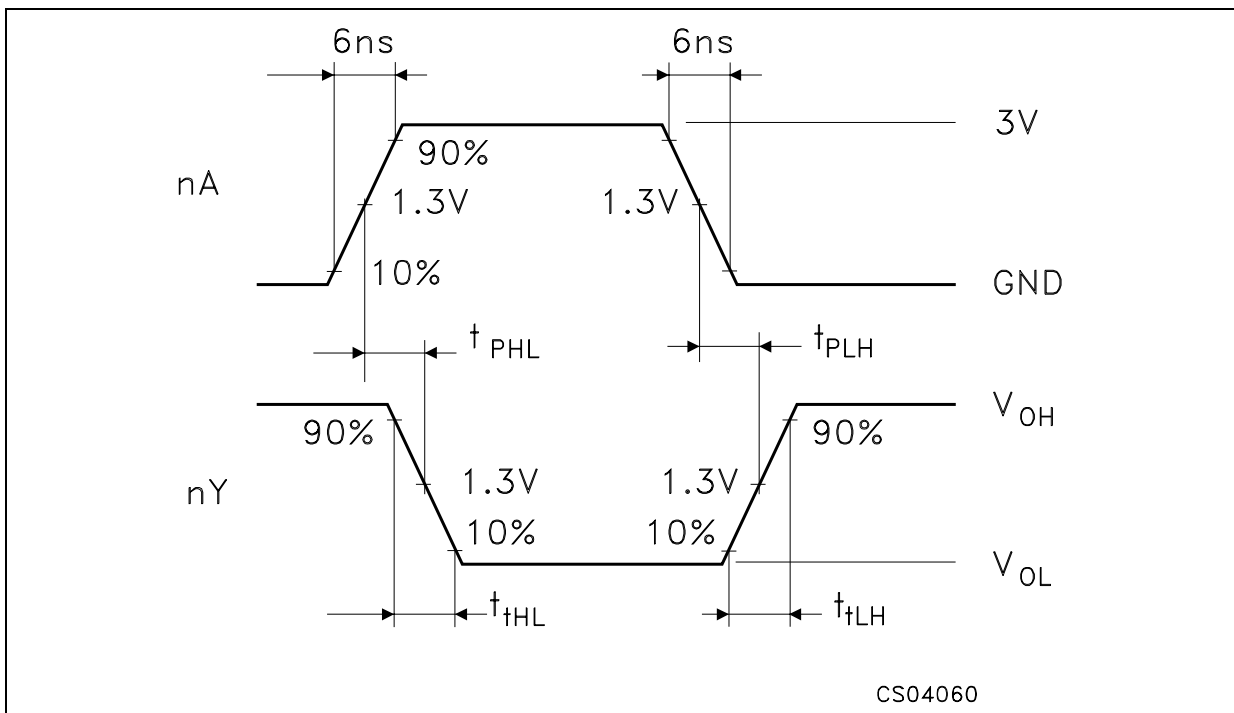 6ns 6ns
3V
90%
nA
1.3V 1.3V
10%
GND
t PHL tPLH
VOH
90% 90%
nY
1.3V 1.3V
10% 10%
VOL
ttHL ttLH
CS04060